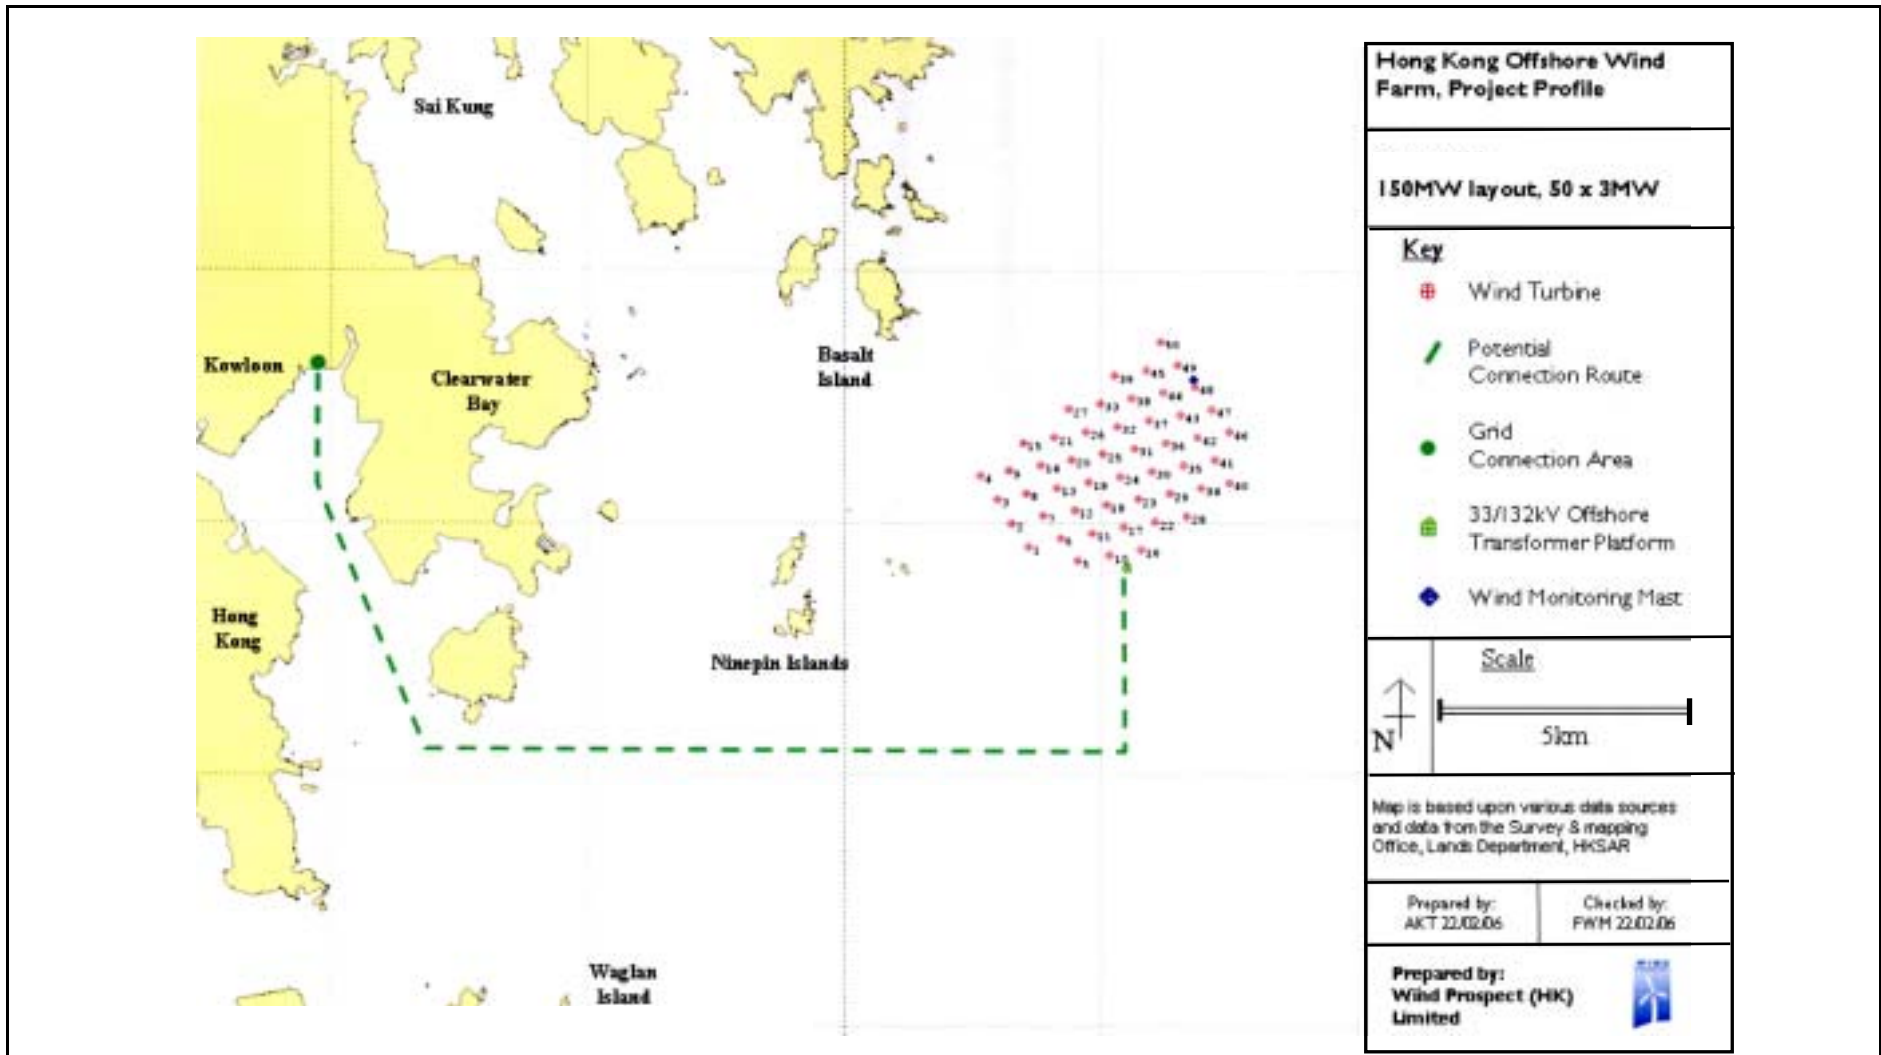 Sai Kung
Kowloon
Clearwater
Bay
Basalt
Island
Hong
Kong
Ninepin Islands
Waglan
Island
Hong Kong Offshore Wind
Farm, Project Profile
150MW layout, 50 x 3MW
Key
Wind Turbine
Potential
Connection Route
Grid
Connection Area
33/132kV Offshore
Transformer Platform
Wind Monitoring Mast
Scale
N
5km
Map is based upon various data sources
and data from the Survey & mapping
Office, Lands Department, HKSAR
Prepared by:
AKT 22/02/06
Checked by:
FWM 22/02/06
Prepared by:
Wind Prospect (HK)
Limited